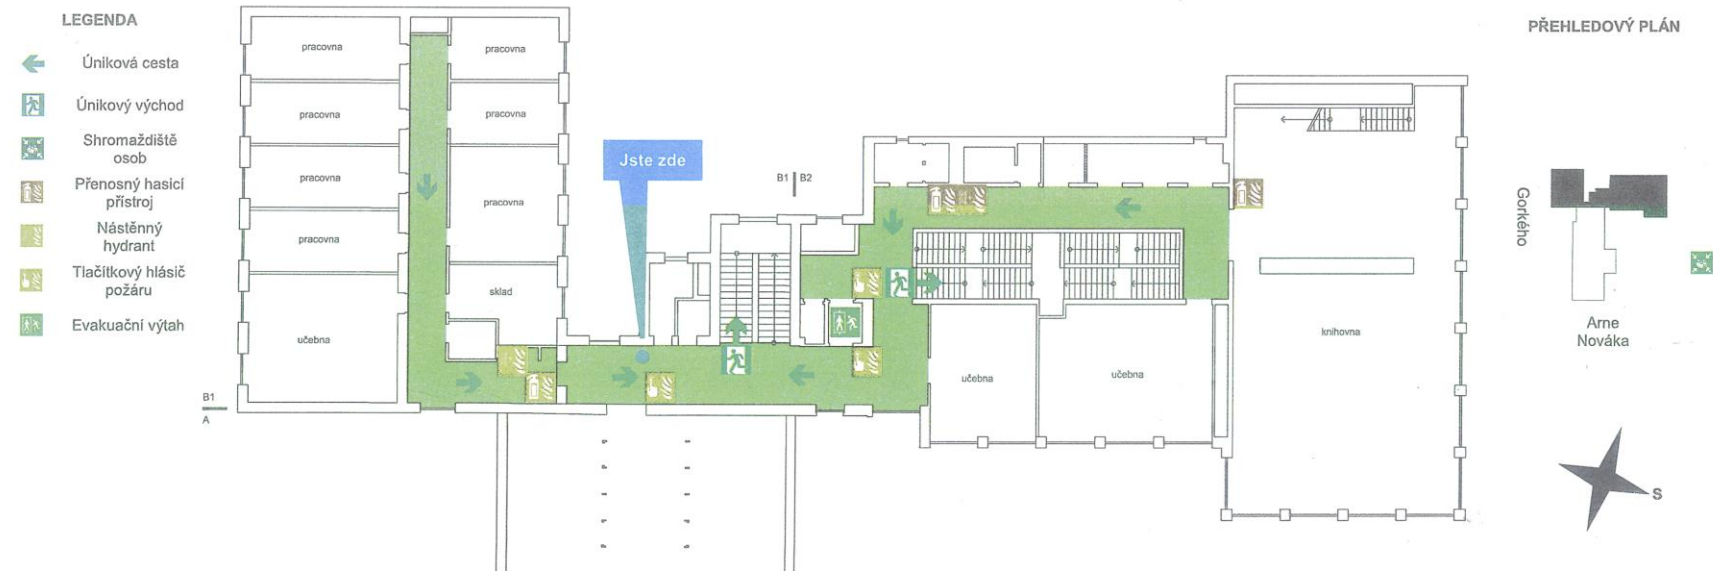 LEGENDA
Úniková cesta
Únikový východ
Shromaždiště
osob
Přenosný hasicí
přístroj
Nástěnný
hydrant
Tlačítkový hlásič
požáru
Evakuační výtah
pracovna
pracovna
pracovna
pracovna
pracovna
pracovna
pracovna
sklad
učebna
Jste zde
B1 B2
B1
A
učebna
učebna
knihovna
PŘEHLEDOVÝ PLÁN
Gorkého
Arne
Nováka
S